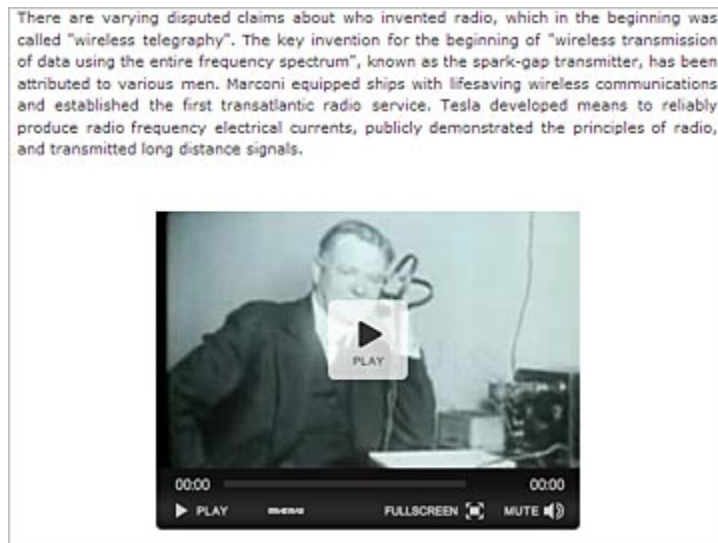 There are varying disputed claims about who invented radio, which in the beginning was
called "wireless telegraphy". The key invention for the beginning of "wireless transmission
of data using the entire frequency spectrum", known as the spark-gap transmitter, has been
attributed to various men. Marconi equipped ships with lifesaving wireless communications
and established the first transatlantic radio service. Tesla developed means to reliably
produce radio frequency electrical currents, publicly demonstrated the principles of radio,
and transmitted long distance signals.
PLAY
00:00 00:00
PLAY menu FULLSCREEN MUTE